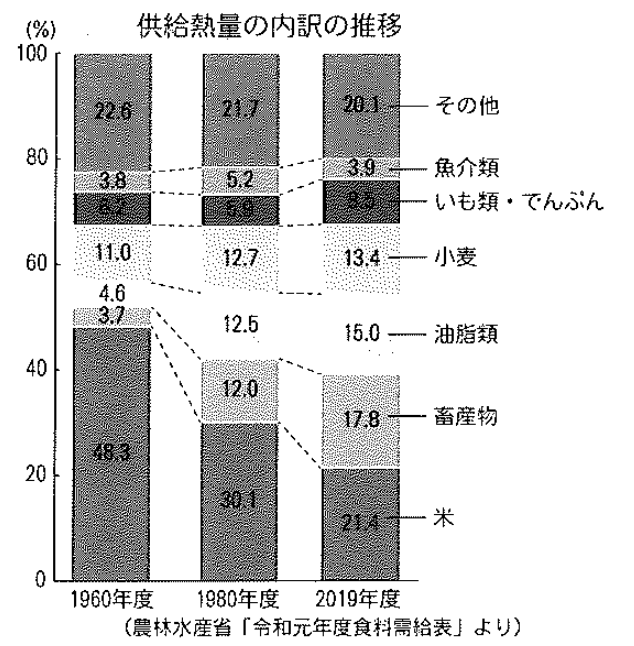 供給熱量の内訳の推移
(%)
100
22.6 21.7 20.1 その他
80
3.8 5.2 3.9 魚介類
8.5 いも類・でんぷん
11.0 12.7 13.4 小麦
60
4.6 12.5 15.0 油脂類
3.7 12.0 17.8 畜産物
40
48.3 30.1 21.4 米
20
0
1960年度 1980年度 2019年度
（農林水産省「令和元年度食料需給表」より）